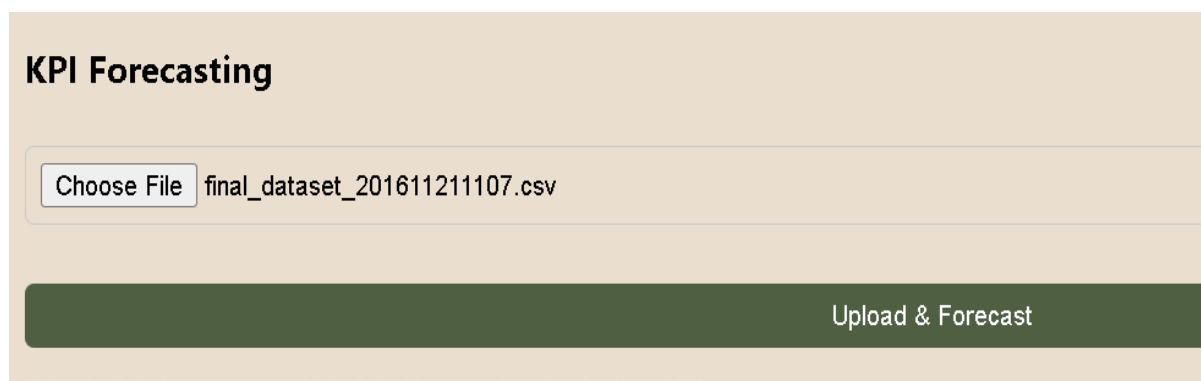 KPI Forecasting
Choose File final_dataset_201611211107.csv
Upload & Forecast